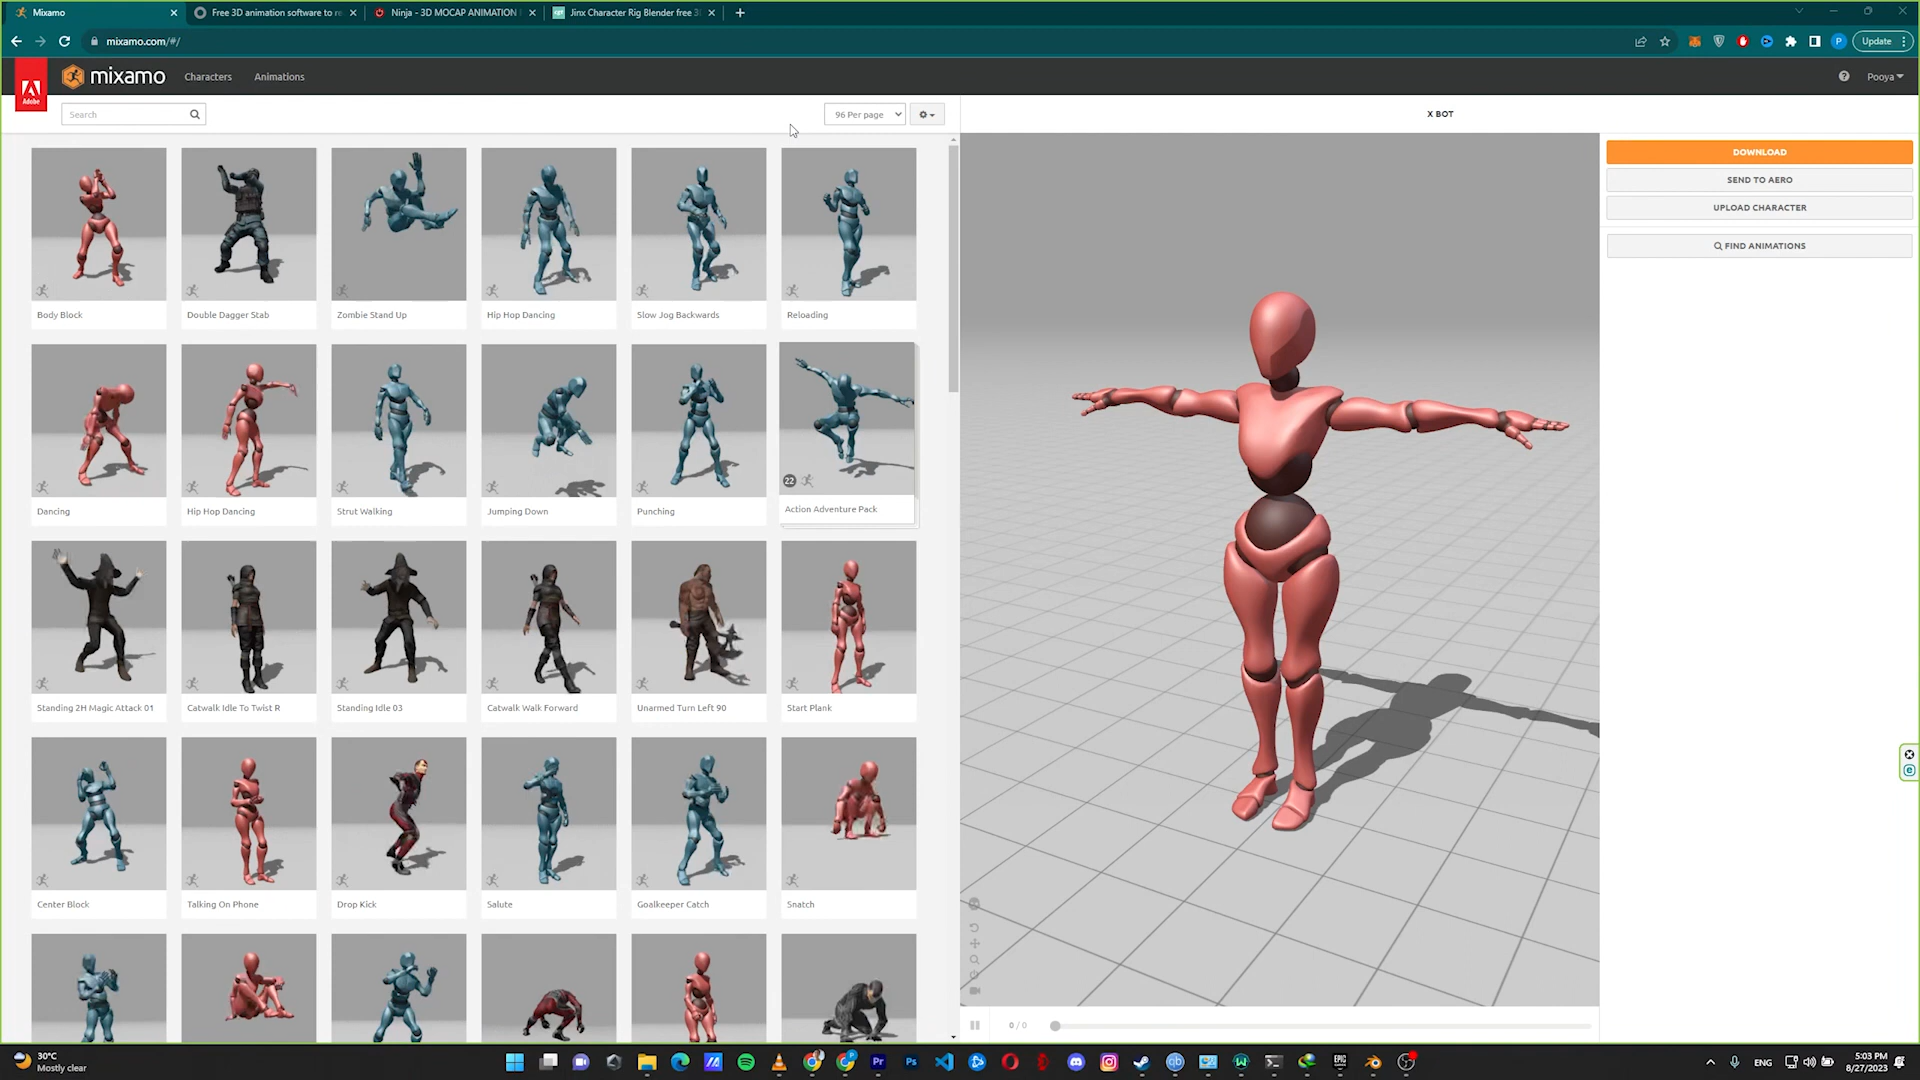 Mixamo
Free 3D animation software to re
Ninja - 3D MOCAP ANIMATION
Jinx Character Rig Blender free 3
mixamo.com/#/
P
Update
Adobe
mixamo
Characters
Animations
Pooya
Search
96 Per page
X BOT
DOWNLOAD
SEND TO AERO
UPLOAD CHARACTER
FIND ANIMATIONS
Body Block
Double Dagger Stab
Zombie Stand Up
Hip Hop Dancing
Slow Jog Backwards
Reloading
22
Dancing
Hip Hop Dancing
Strut Walking
Jumping Down
Punching
Action Adventure Pack
Standing 2H Magic Attack 01
Catwalk Idle To Twist R
Standing Idle 03
Catwalk Walk Forward
Unarmed Turn Left 90
Start Plank
Center Block
Talking On Phone
Drop Kick
Salute
Goalkeeper Catch
Snatch
0 / 0
30°C
Mostly clear
Pr
Ps
EPIC
ENG
5:03 PM
8/27/2023